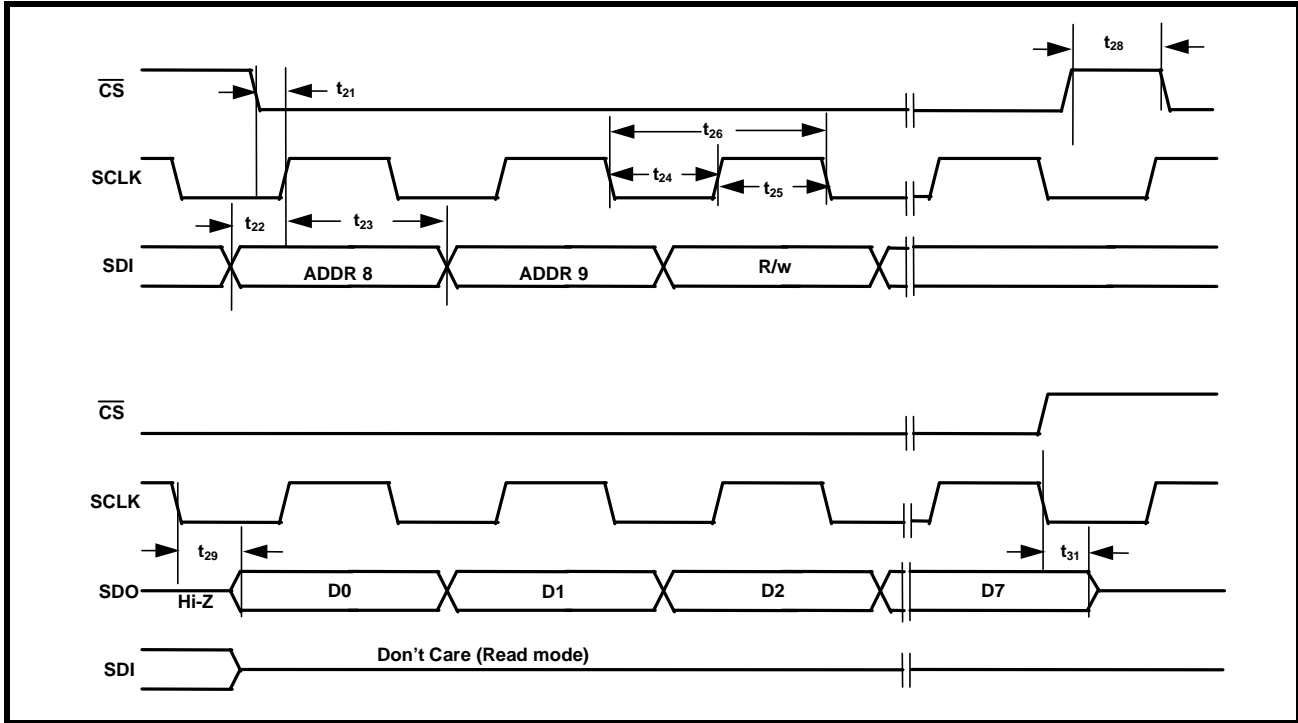 t28
CS
t21
t26
SCLK
t24
t25
t22
t23
SDI
ADDR 8
ADDR 9
R/w
CS
SCLK
t29
t31
SDO
Hi-Z
D0
D1
D2
D7
Don't Care (Read mode)
SDI